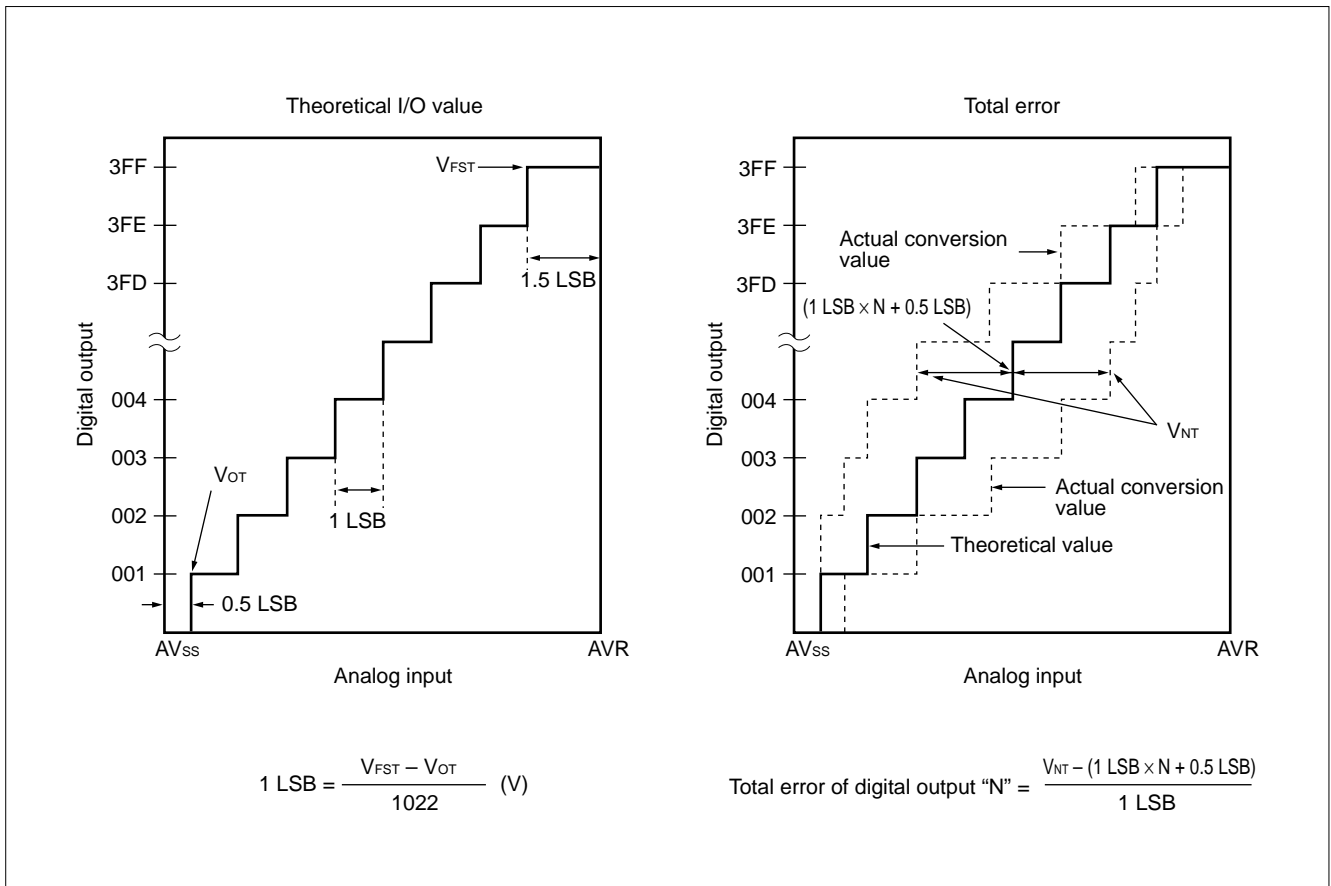 Theoretical I/O value
3FF
3FE
3FD
004
003
002
001
Digital output
VFST
1.5 LSB
1 LSB
VOT
0.5 LSB
AVSS
AVR
Analog input
1 LSB = VFST – VOT / 1022 (V)
Total error
3FF
3FE
3FD
004
003
002
001
Digital output
Actual conversion
value
(1 LSB × N + 0.5 LSB)
VNT
Actual conversion
value
Theoretical value
AVSS
AVR
Analog input
Total error of digital output “N” = VNT – (1 LSB × N + 0.5 LSB) / 1 LSB